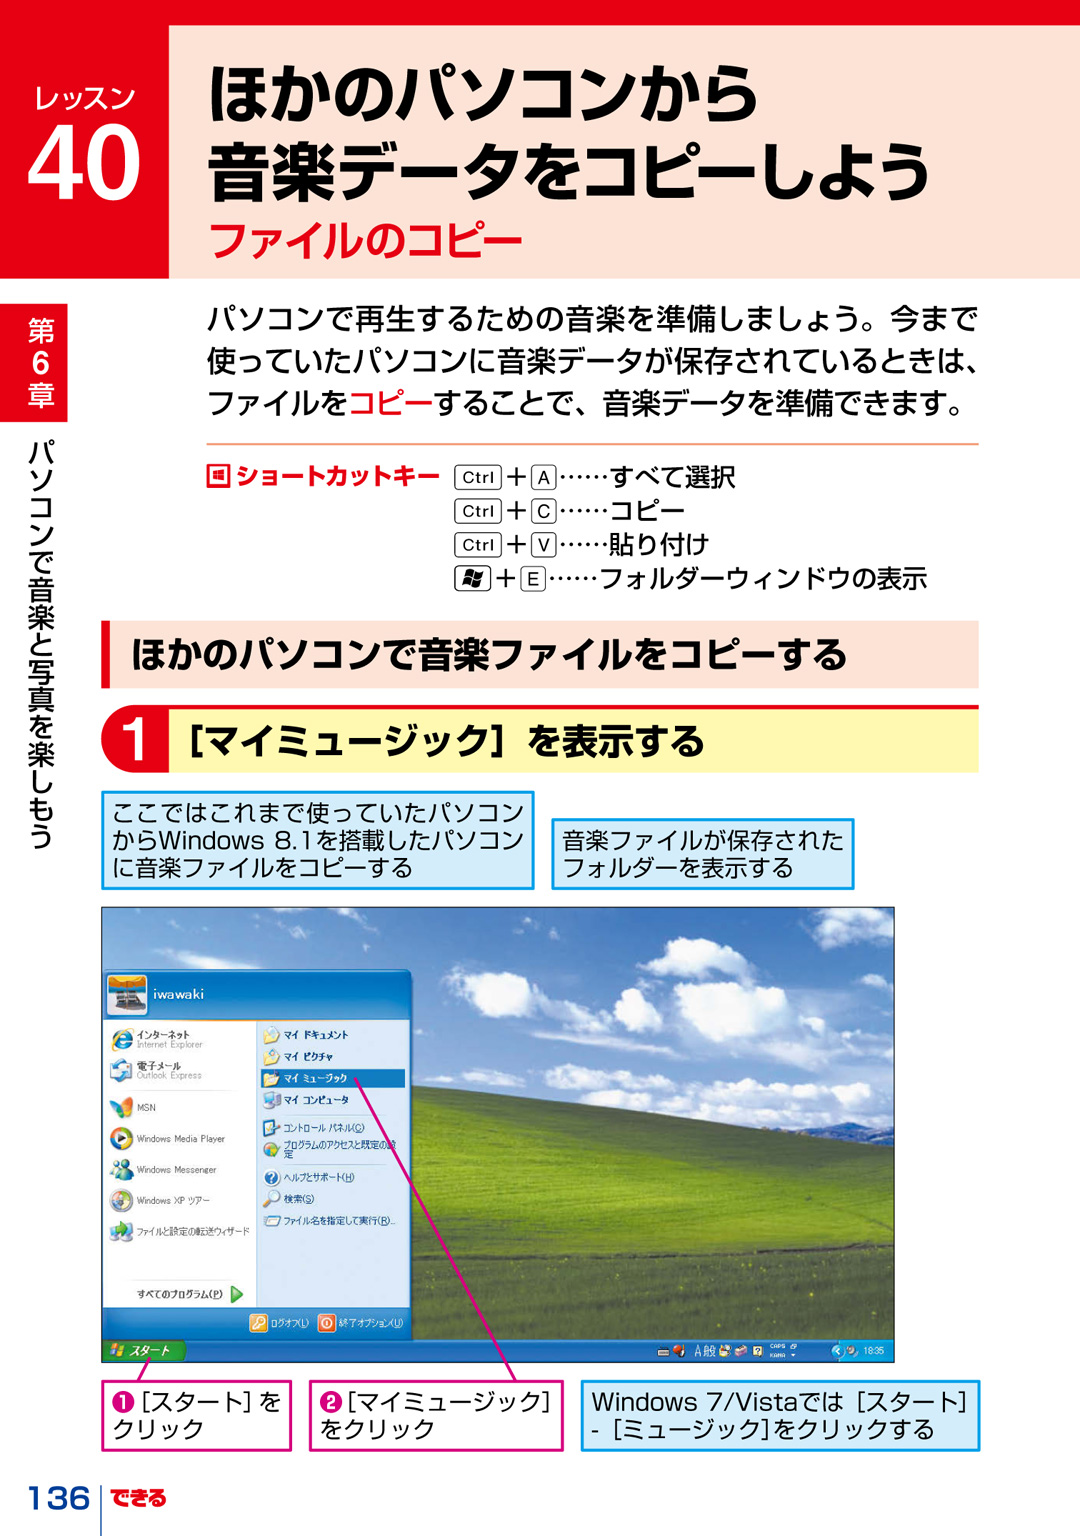 レッスン
40
ほかのパソコンから
音楽データをコピーしよう
ファイルのコピー
第6章
パソコンで音楽と写真を楽しもう
パソコンで再生するための音楽を準備しましょう。今まで
使っていたパソコンに音楽データが保存されているときは、
ファイルをコピーすることで、音楽データを準備できます。
ショートカットキー Ctrl＋A……すべて選択
Ctrl＋C……コピー
Ctrl＋V……貼り付け
＋E……フォルダーウィンドウの表示
ほかのパソコンで音楽ファイルをコピーする
1 ［マイミュージック］を表示する
ここではこれまで使っていたパソコン
からWindows 8.1を搭載したパソコン
に音楽ファイルをコピーする
音楽ファイルが保存された
フォルダーを表示する
iwawaki
インターネット
Internet Explorer
電子メール
Outlook Express
MSN
Windows Media Player
Windows Messenger
Windows XP ツアー
ファイルと設定の転送ウィザード
すべてのプログラム(P)
マイ ドキュメント
マイ ピクチャ
マイ ミュージック
マイ コンピュータ
コントロール パネル(C)
プログラムのアクセスと既定の設
定
ヘルプとサポート(H)
検索(S)
ファイル名を指定して実行(R)...
ログオフ(L) 終了オプション(U)
スタート
A般
CAPS
KANA
18:35
❶［スタート］を
クリック
❷［マイミュージック］
をクリック
Windows 7/Vistaでは［スタート］
-［ミュージック］をクリックする
136 できる